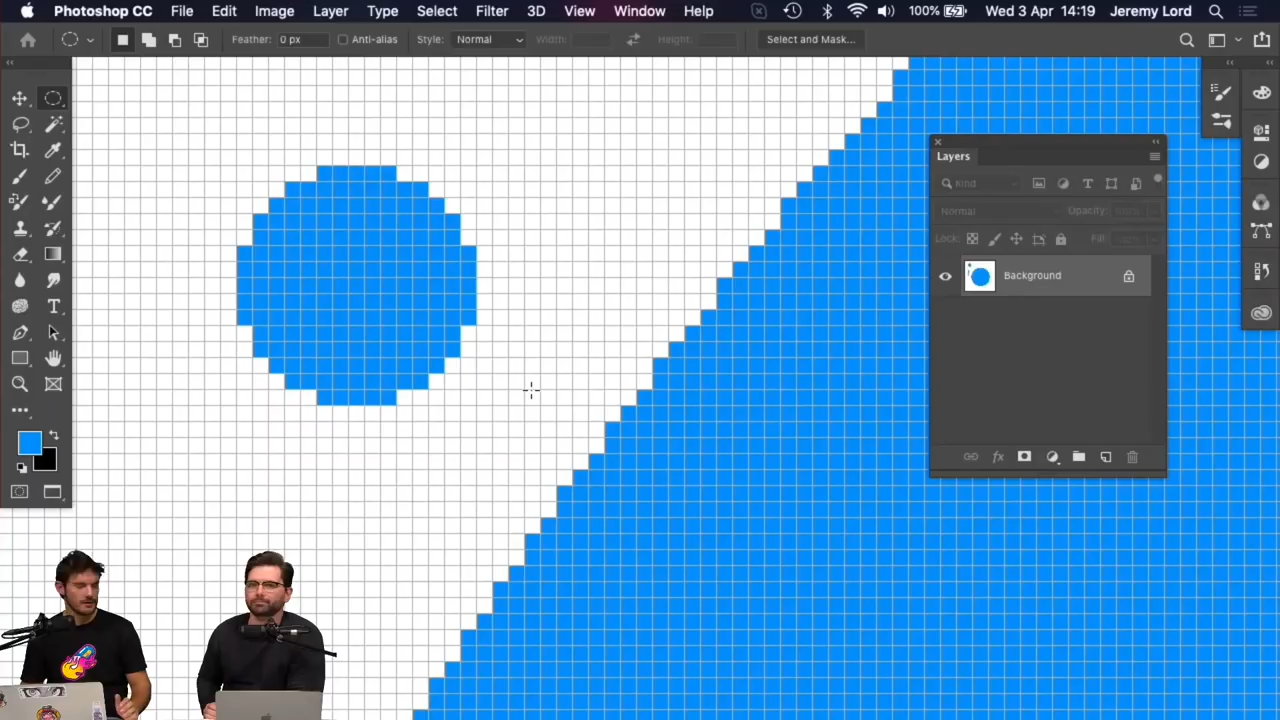 Photoshop CC File Edit Image Layer Type Select Filter 3D View Window Help 100% Wed 3 Apr 14:19 Jeremy Lord
Feather: 0 px Anti-alias Style: Normal Width: Height: Select and Mask...
Layers
Kind
Normal Opacity:
Lock: Fill:
Background